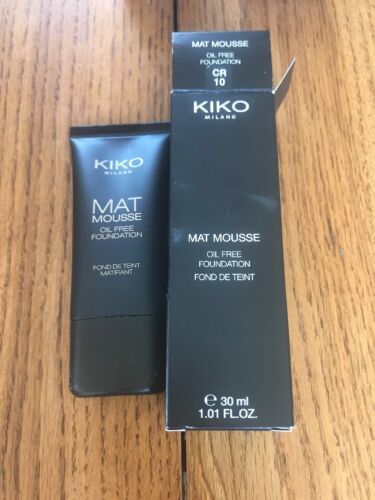 MAT MOUSSE
OIL FREE
FOUNDATION
CR
10
KIKO
MILANO
MAT MOUSSE
OIL FREE
FOUNDATION
FOND DE TEINT
℮ 30 ml
1.01 FL.OZ.
KIKO
MILANO
MAT
MOUSSE
OIL FREE
FOUNDATION
FOND DE TEINT
MATIFIANT